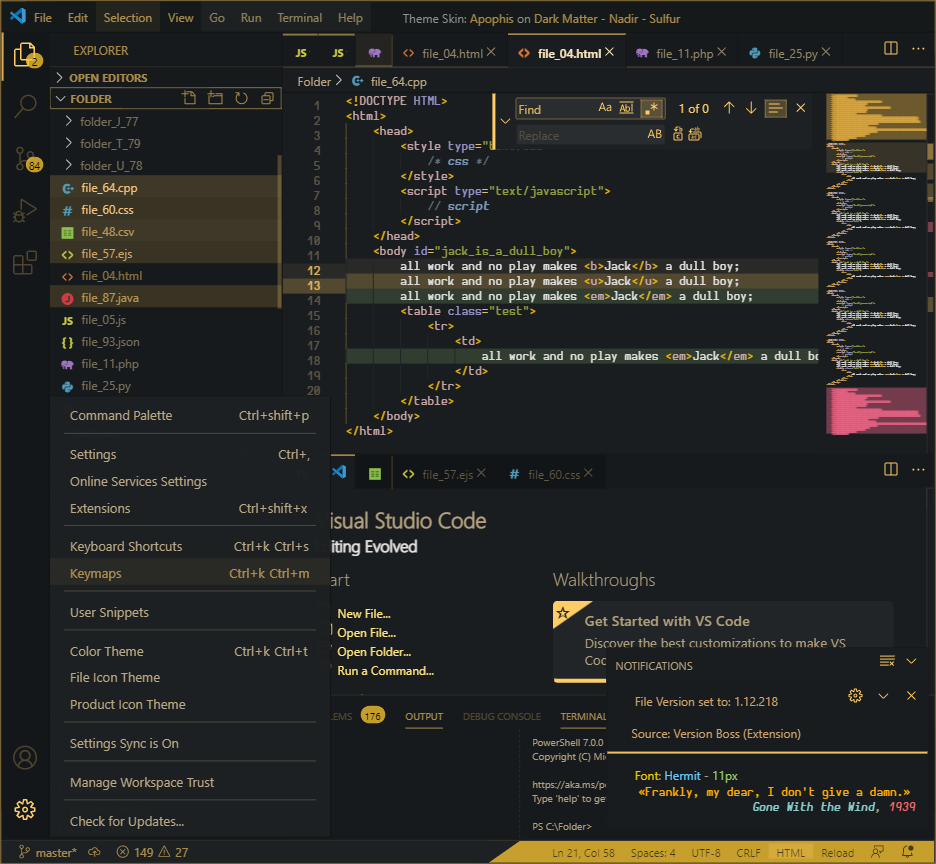 File Edit Selection View Go Run Terminal Help Theme Skin: Apophis on Dark Matter - Nadir - Sulfur
2
84
EXPLORER
OPEN EDITORS
FOLDER
folder_J_77
folder_T_79
folder_U_78
file_64.cpp
file_60.css
file_48.csv
file_57.ejs
file_04.html
file_87.java
JS file_05.js
file_93.json
file_11.php
file_25.py
JS JS file_04.html file_04.html file_11.php file_25.py
Folder > file_64.cpp
Find Aa Abl .* 1 of 0
Replace AB
1 <!DOCTYPE HTML>
2 <html>
3 <head>
4 <style type="
5 /* css */
6 </style>
7 <script type="text/javascript">
8 // script
9 </script>
10 </head>
11 <body id="jack_is_a_dull_boy">
12 all work and no play makes <b>Jack</b> a dull boy;
13 all work and no play makes <u>Jack</u> a dull boy;
14 all work and no play makes <em>Jack</em> a dull boy;
15 <table class="test">
16 <tr>
17 <td>
18 all work and no play makes <em>Jack</em> a dull bo
19 </td>
20 </tr>
</table>
</body>
</html>
Command Palette Ctrl+shift+p
Settings Ctrl+,
Online Services Settings
Extensions Ctrl+shift+x
Keyboard Shortcuts Ctrl+k Ctrl+s
Keymaps Ctrl+k Ctrl+m
User Snippets
Color Theme Ctrl+k Ctrl+t
File Icon Theme
Product Icon Theme
Settings Sync is On
Manage Workspace Trust
Check for Updates...
file_57.ejs file_60.css
isual Studio Code
iting Evolved
art
New File...
Open File...
Open Folder...
Run a Command...
Walkthroughs
Get Started with VS Code
Discover the best customizations to make VS
Coc
LEMS 176 OUTPUT DEBUG CONSOLE TERMINAL
PowerShell 7.0.0
Copyright (C) Mi
https://aka.ms/po
Type 'help' to get
PS C:\Folder>
NOTIFICATIONS
File Version set to: 1.12.218
Source: Version Boss (Extension)
Font: Hermit - 11px
«Frankly, my dear, I don't give a damn.»
Gone With the Wind, 1939
master* 149 27 Ln 21, Col 58 Spaces: 4 UTF-8 CRLF HTML Reload